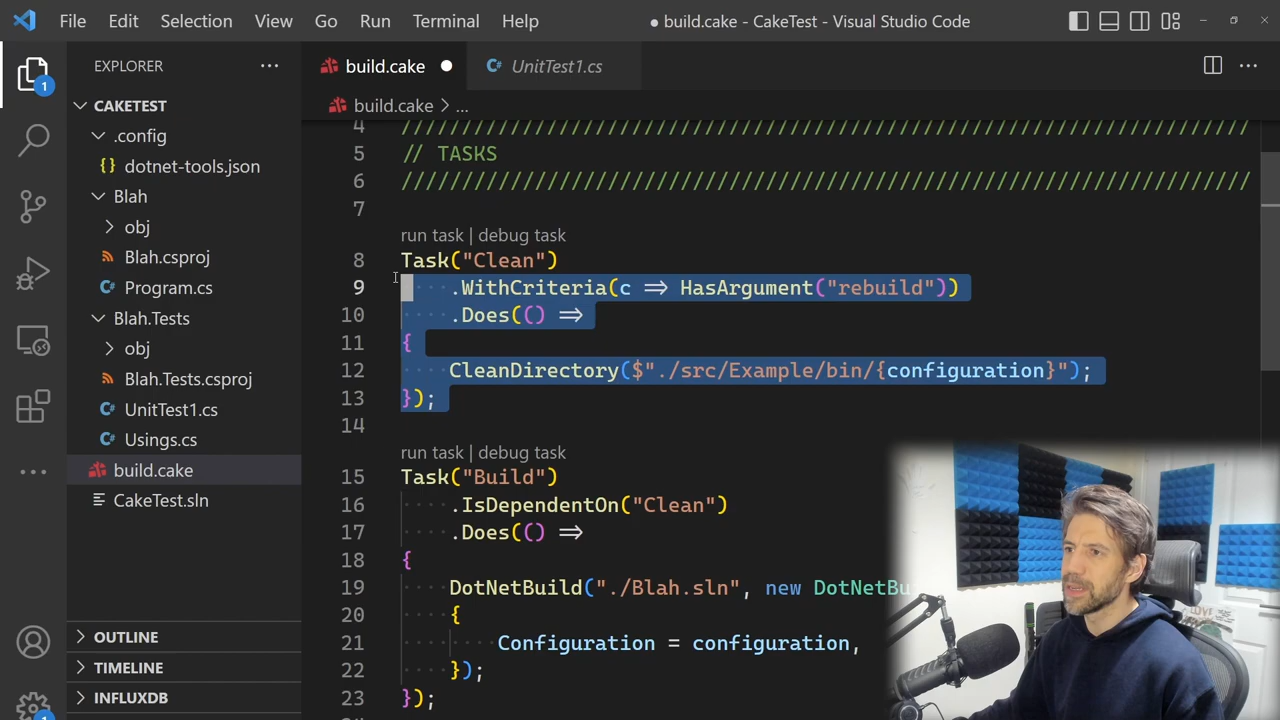 File Edit Selection View Go Run Terminal Help
● build.cake - CakeTest - Visual Studio Code
EXPLORER
1
CAKETEST
.config
dotnet-tools.json
Blah
obj
Blah.csproj
Program.cs
Blah.Tests
obj
Blah.Tests.csproj
UnitTest1.cs
Usings.cs
build.cake
CakeTest.sln
OUTLINE
TIMELINE
INFLUXDB
1
build.cake
UnitTest1.cs
build.cake > ...
4 //////////////////////////////////////////////////////////////////////
5 // TASKS
6 //////////////////////////////////////////////////////////////////////
7
run task | debug task
8 Task("Clean")
9 .WithCriteria(c => HasArgument("rebuild"))
10 .Does(() =>
11 {
12 CleanDirectory($"./src/Example/bin/{configuration}");
13 });
14
run task | debug task
15 Task("Build")
16 .IsDependentOn("Clean")
17 .Does(() =>
18 {
19 DotNetBuild("./Blah.sln", new
20 {
21 Configuration = configuration,
22 });
23 });